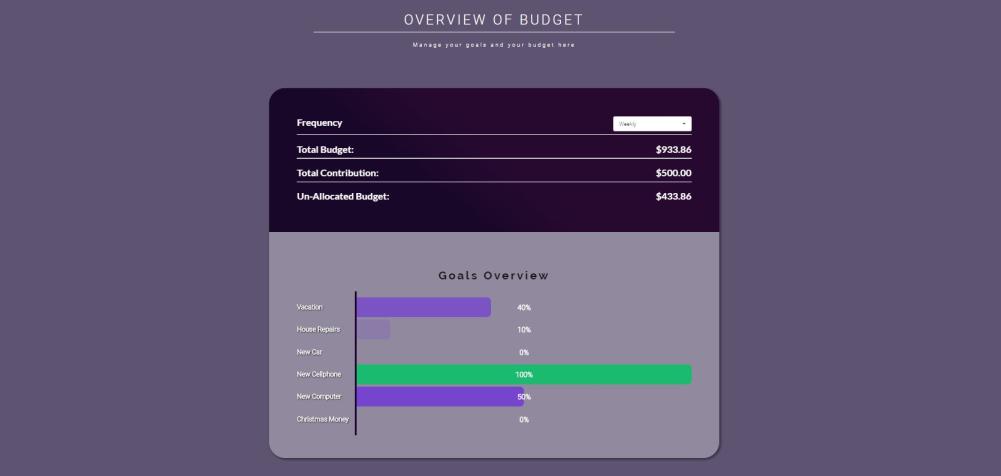 OVERVIEW OF BUDGET
Manage your goals and your budget here
Frequency Weekly
Total Budget: $933.86
Total Contribution: $500.00
Un-Allocated Budget: $433.86
Goals Overview
Vacation 40%
House Repairs 10%
New Car 0%
New Cellphone 100%
New Computer 50%
Christmas Money 0%